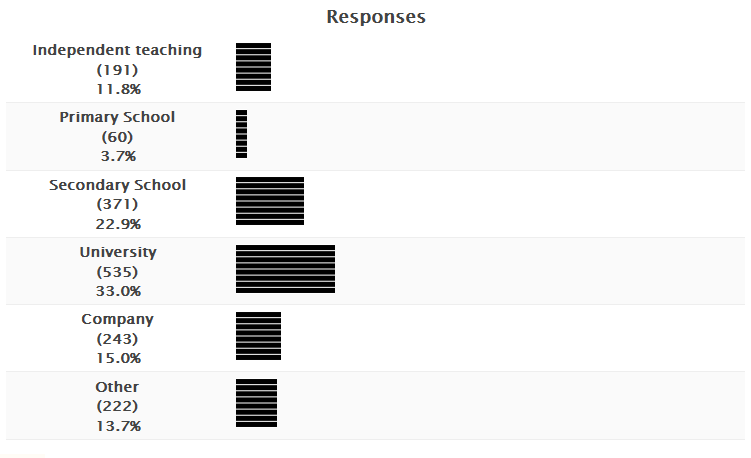 Responses
Independent teaching
(191)
11.8%
Primary School
(60)
3.7%
Secondary School
(371)
22.9%
University
(535)
33.0%
Company
(243)
15.0%
Other
(222)
13.7%